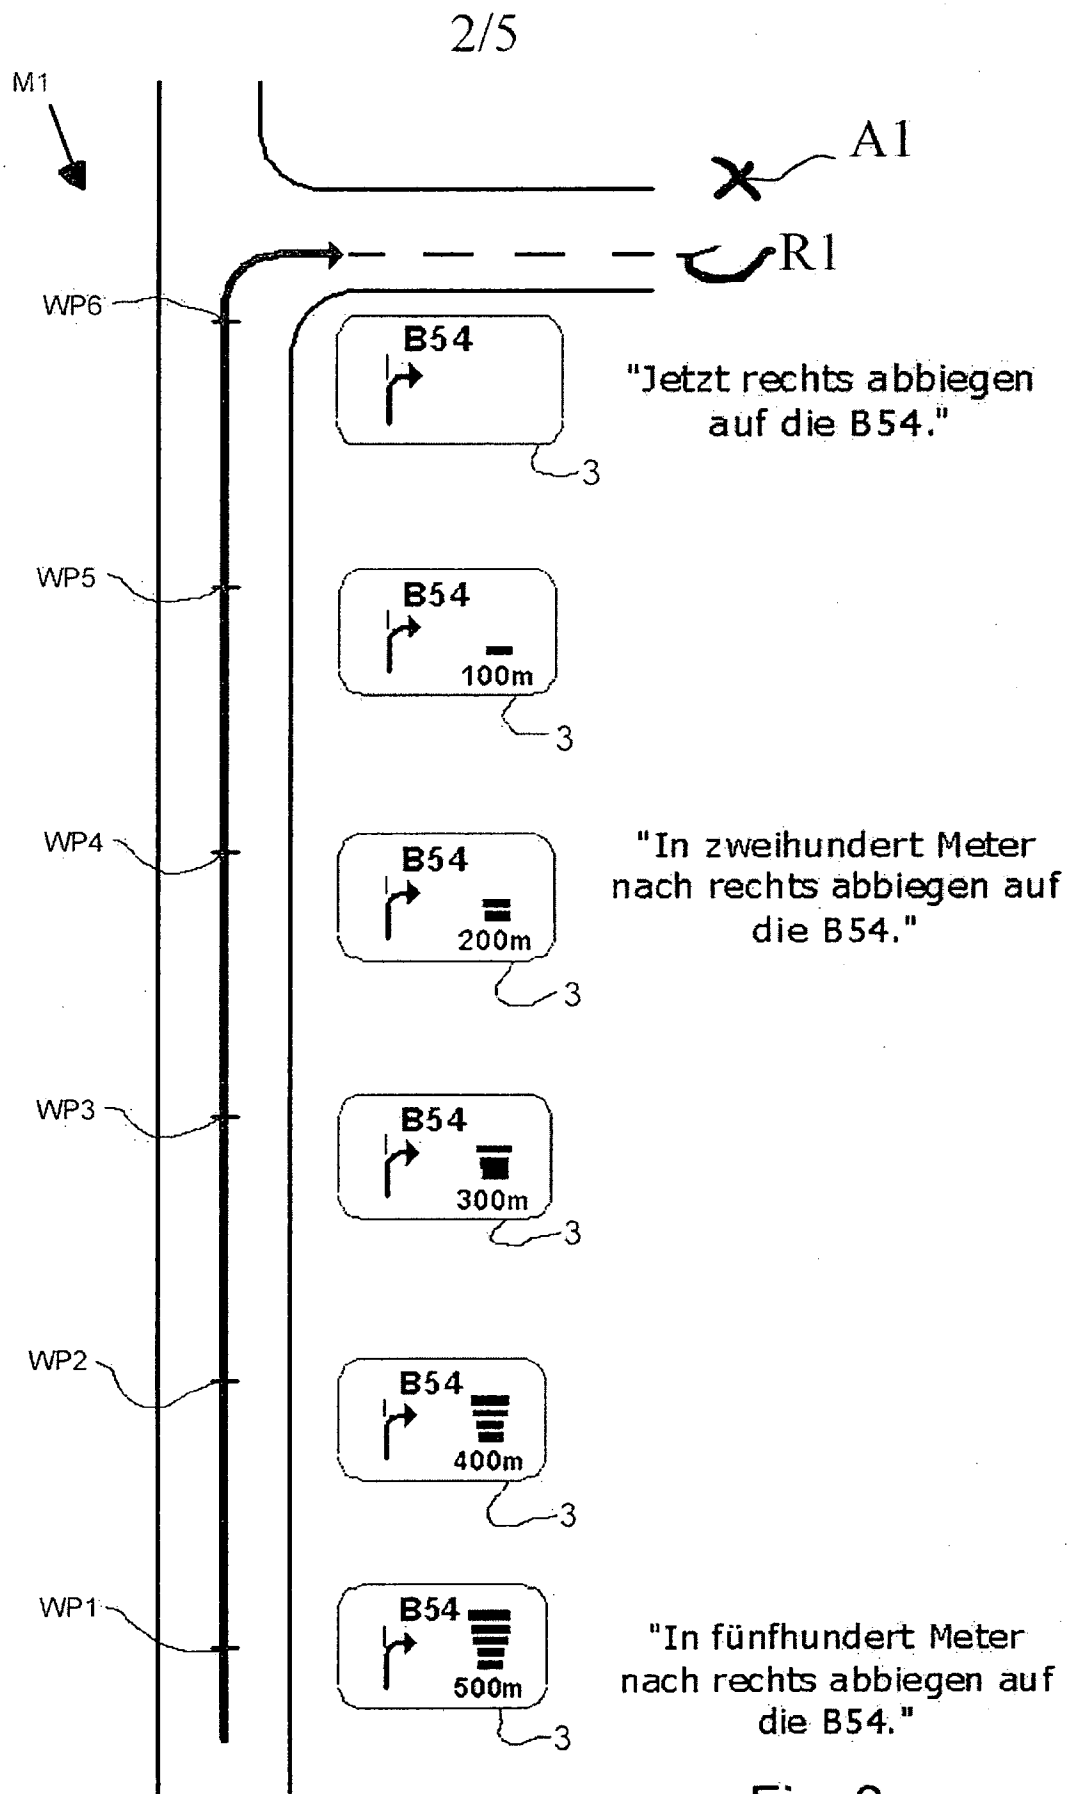 2/5
M1
A1
R1
WP6
B54
"Jetzt rechts abbiegen
auf die B54."
3
WP5
B54
100m
3
WP4
B54
200m
"In zweihundert Meter
nach rechts abbiegen auf
die B54."
3
WP3
B54
300m
3
WP2
B54
400m
3
WP1
B54
500m
"In fünfhundert Meter
nach rechts abbiegen auf
die B54."
3